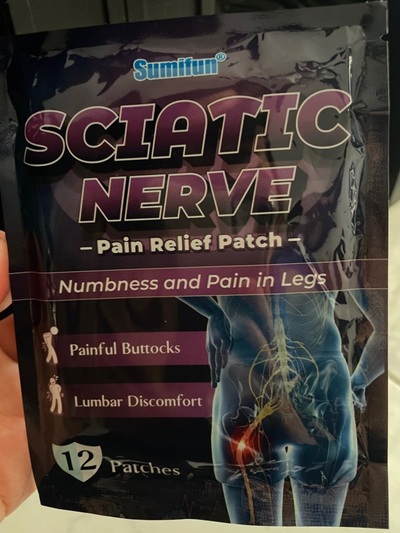 Sumifun®
SCIATIC
NERVE
– Pain Relief Patch –
Numbness and Pain in Legs
Painful Buttocks
Lumbar Discomfort
12 Patches